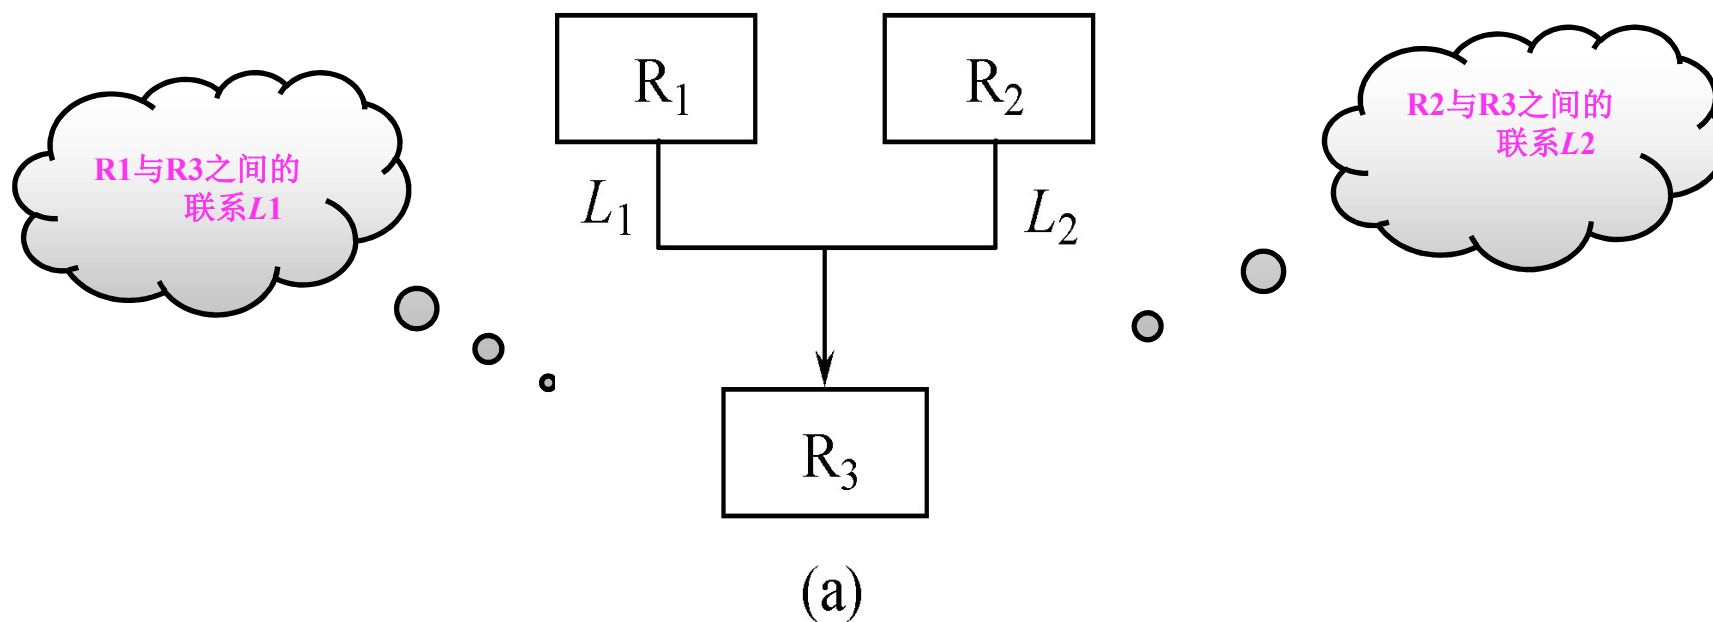 R₁
R₂
R1与R3之间的
联系L1
R2与R3之间的
联系L2
L₁
L₂
R₃
(a)